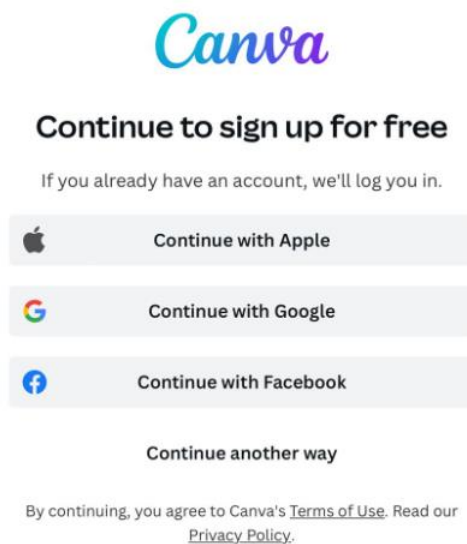 Canva
Continue to sign up for free
If you already have an account, we'll log you in.
Continue with Apple
Continue with Google
Continue with Facebook
Continue another way
By continuing, you agree to Canva's Terms of Use. Read our
Privacy Policy.